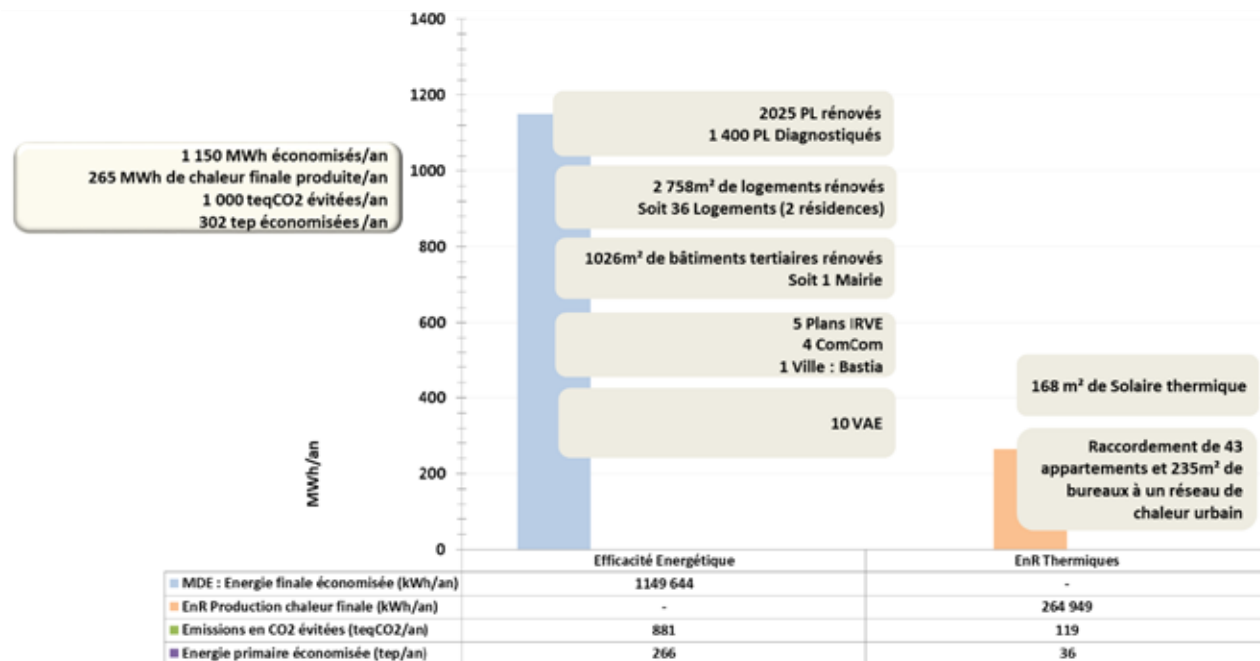 1400
1200
1000
800
600
400
200
0
MWh/an
1 150 MWh économisés/an
265 MWh de chaleur finale produite/an
1 000 teqCO2 évitées/an
302 tep économisées /an
2025 PL rénovés
1 400 PL Diagnostiqués
2 758m² de logements rénovés
Soit 36 Logements (2 résidences)
1026m² de bâtiments tertiaires rénovés
Soit 1 Mairie
5 Plans IRVE
4 ComCom
1 Ville : Bastia
10 VAE
168 m² de Solaire thermique
Raccordement de 43
appartements et 235m² de
bureaux à un réseau de
chaleur urbain
Efficacité Energétique EnR Thermiques
MDE : Energie finale économisée (kWh/an) 1149 644 -
EnR Production chaleur finale (kWh/an) - 264 949
Emissions en CO2 évitées (teqCO2/an) 881 119
Energie primaire économisée (tep/an) 266 36